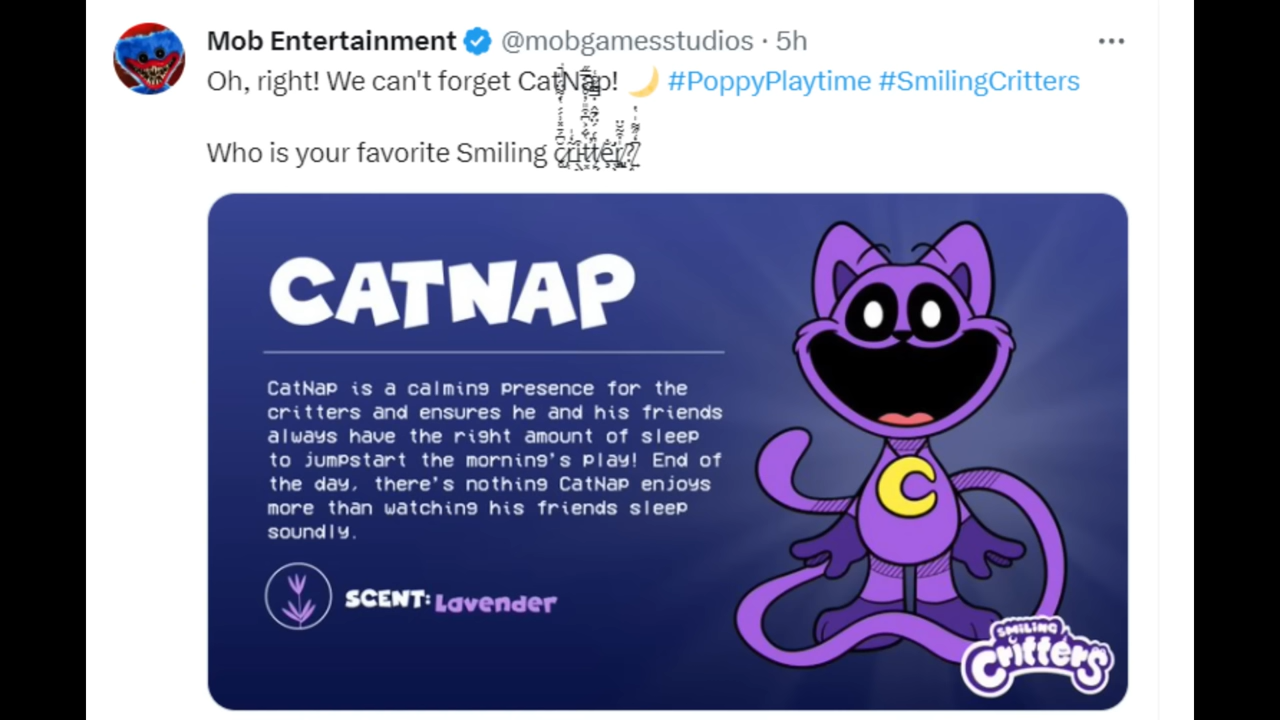 Mob Entertainment @mobgamesstudios · 5h
Oh, right! We can't forget CatNap! 🌙 #PoppyPlaytime #SmilingCritters
Who is your favorite Smiling critter?
CATNAP
CatNap is a calming presence for the
critters and ensures he and his friends
always have the right amount of sleep
to jumpstart the morning's play! End of
the day, there's nothing CatNap enjoys
more than watching his friends sleep
soundly.
SCENT: Lavender
SMILING
Critters